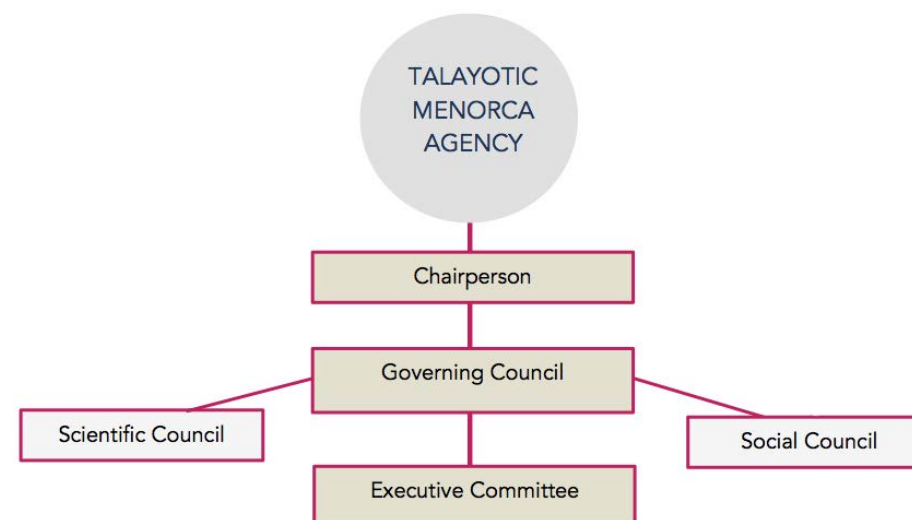 TALAYOTIC
MENORCA
AGENCY
Chairperson
Governing Council
Scientific Council
Social Council
Executive Committee